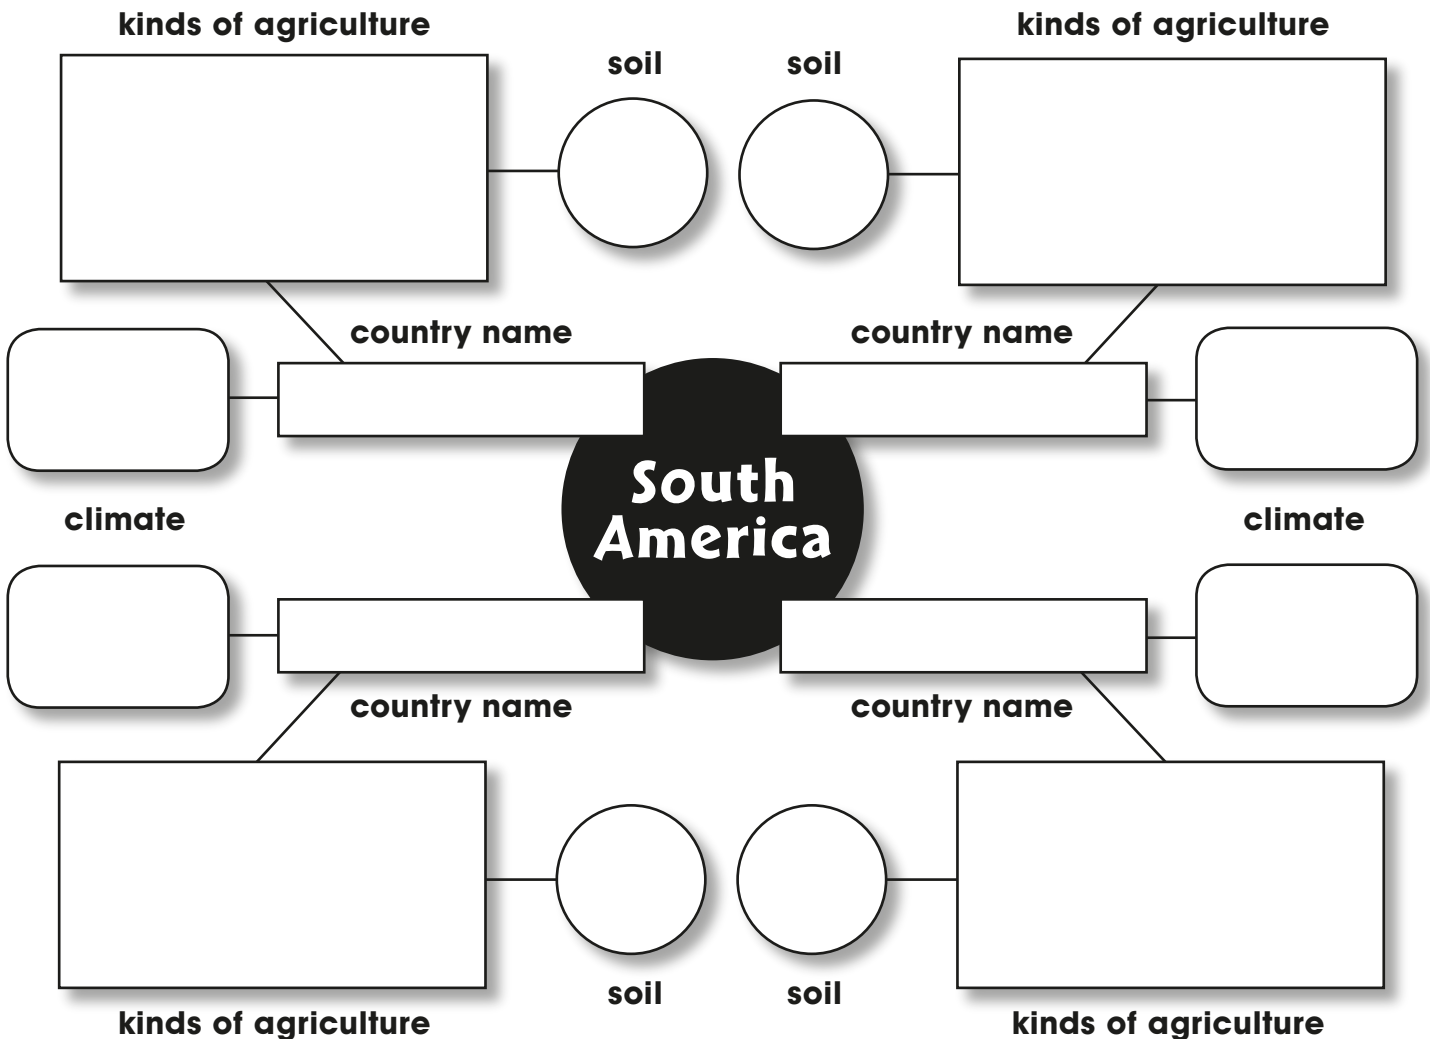 kinds of agriculture
soil
soil
kinds of agriculture
country name
country name
climate
South
America
climate
country name
country name
soil
soil
kinds of agriculture
kinds of agriculture